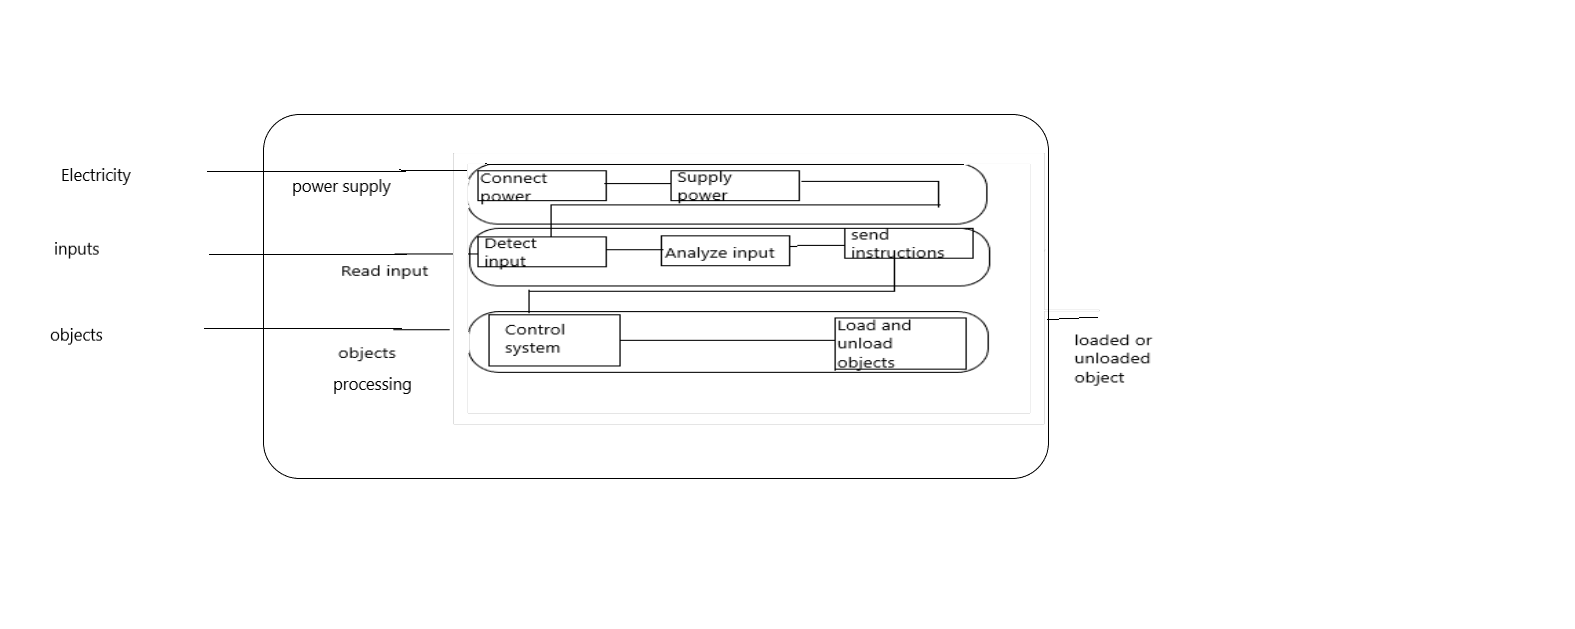 Electricity
power supply
Connect
power
Supply
power
inputs
Read input
Detect
input
Analyze input
send
instructions
objects
objects
processing
Control
system
Load and
unload
objects
loaded or
unloaded
object